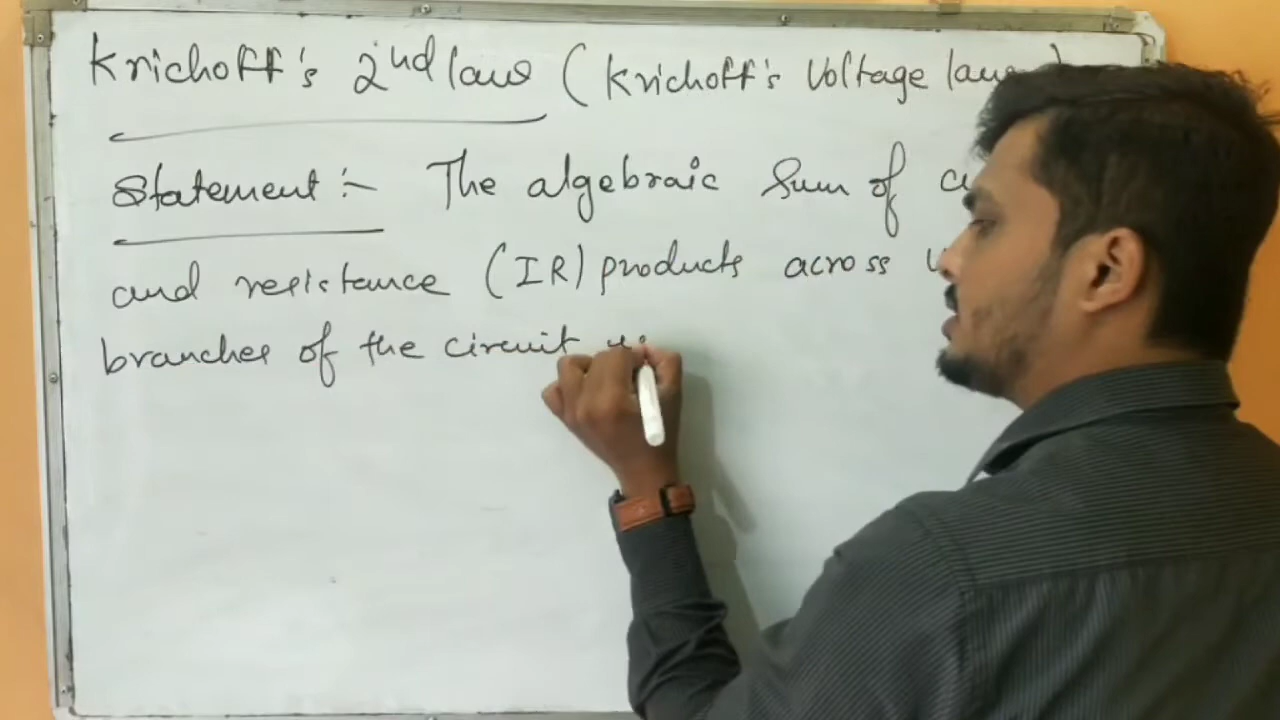 Krichoff's 2nd law (Krichoff's Voltage law)
Statement :- The algebraic Sum of
and resistance (IR) products across
branches of the circuit